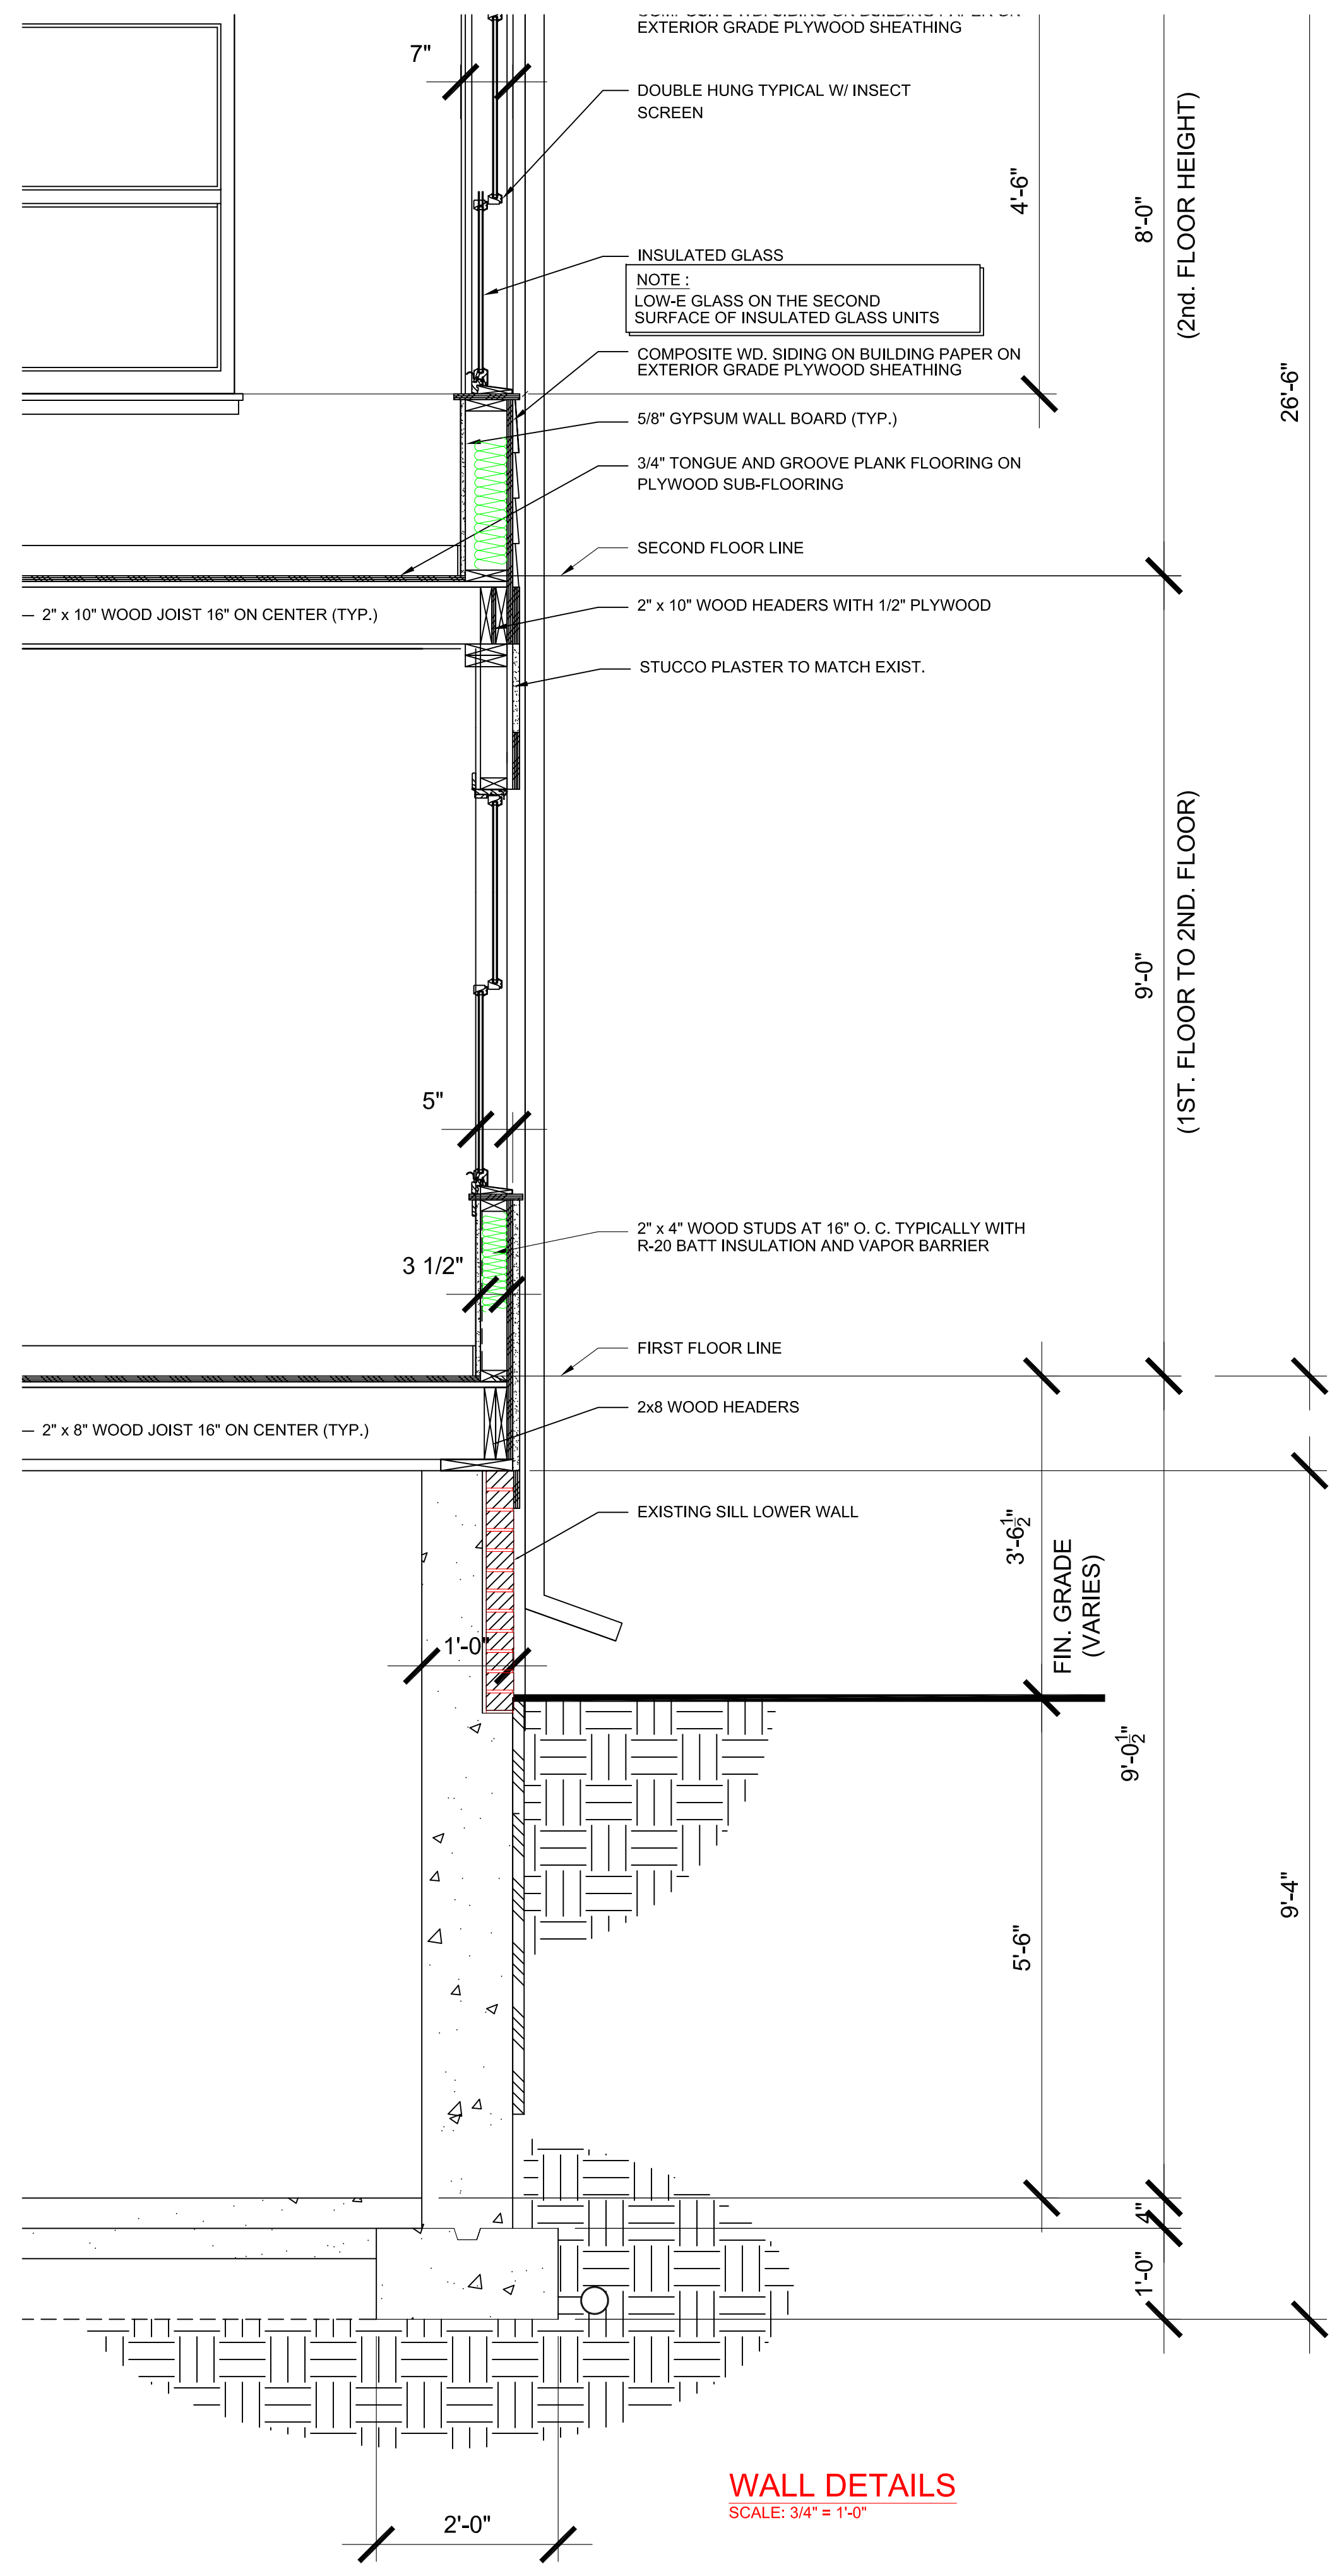 EXTERIOR GRADE PLYWOOD SHEATHING
7"
DOUBLE HUNG TYPICAL W/ INSECT
SCREEN
4'-6"
8'-0"
(2nd. FLOOR HEIGHT)
INSULATED GLASS
NOTE :
LOW-E GLASS ON THE SECOND
SURFACE OF INSULATED GLASS UNITS
COMPOSITE WD. SIDING ON BUILDING PAPER ON
EXTERIOR GRADE PLYWOOD SHEATHING
26'-6"
5/8" GYPSUM WALL BOARD (TYP.)
3/4" TONGUE AND GROOVE PLANK FLOORING ON
PLYWOOD SUB-FLOORING
SECOND FLOOR LINE
2" x 10" WOOD JOIST 16" ON CENTER (TYP.)
2" x 10" WOOD HEADERS WITH 1/2" PLYWOOD
STUCCO PLASTER TO MATCH EXIST.
9'-0"
(1ST. FLOOR TO 2ND. FLOOR)
5"
2" x 4" WOOD STUDS AT 16" O. C. TYPICALLY WITH
R-20 BATT INSULATION AND VAPOR BARRIER
3 1/2"
FIRST FLOOR LINE
2x8 WOOD HEADERS
2" x 8" WOOD JOIST 16" ON CENTER (TYP.)
EXISTING SILL LOWER WALL
3'-6 1/2"
FIN. GRADE
(VARIES)
1'-0"
9'-0 1/2"
5'-6"
9'-4"
4"
1'-0"
WALL DETAILS
SCALE: 3/4" = 1'-0"
2'-0"